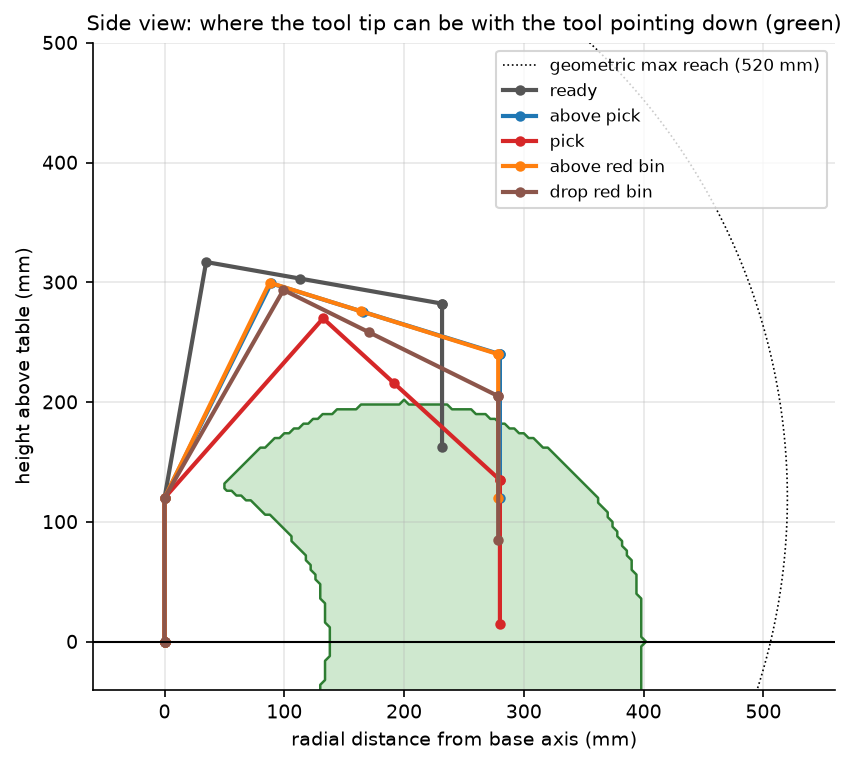 Side view: where the tool tip can be with the tool pointing down (green)
geometric max reach (520 mm)
ready
above pick
pick
above red bin
drop red bin
height above table (mm)
500
400
300
200
100
0
0 100 200 300 400 500
radial distance from base axis (mm)